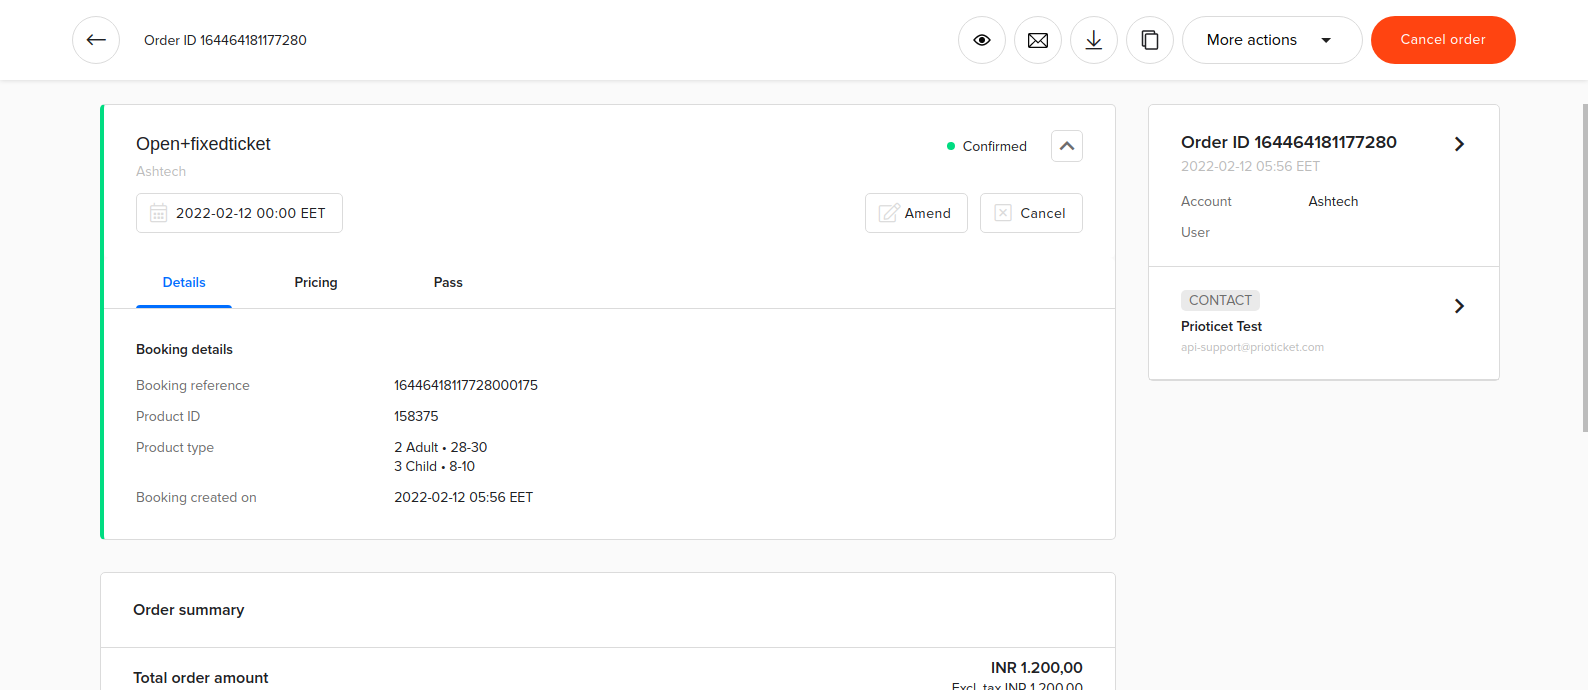 Order ID 164464181177280
More actions
Cancel order
Open+fixedticket
Confirmed
Ashtech
2022-02-12 00:00 EET
Amend
Cancel
Details
Pricing
Pass
Booking details
Booking reference
1644641811772800​0175
Product ID
158375
Product type
2 Adult • 28-30
3 Child • 8-10
Booking created on
2022-02-12 05:56 EET
Order summary
Total order amount
INR 1.200,00
Excl. tax INR 1.200,00
Order ID 164464181177280
2022-02-12 05:56 EET
Account
Ashtech
User
CONTACT
Prioticet Test
api-support@prioticket.com